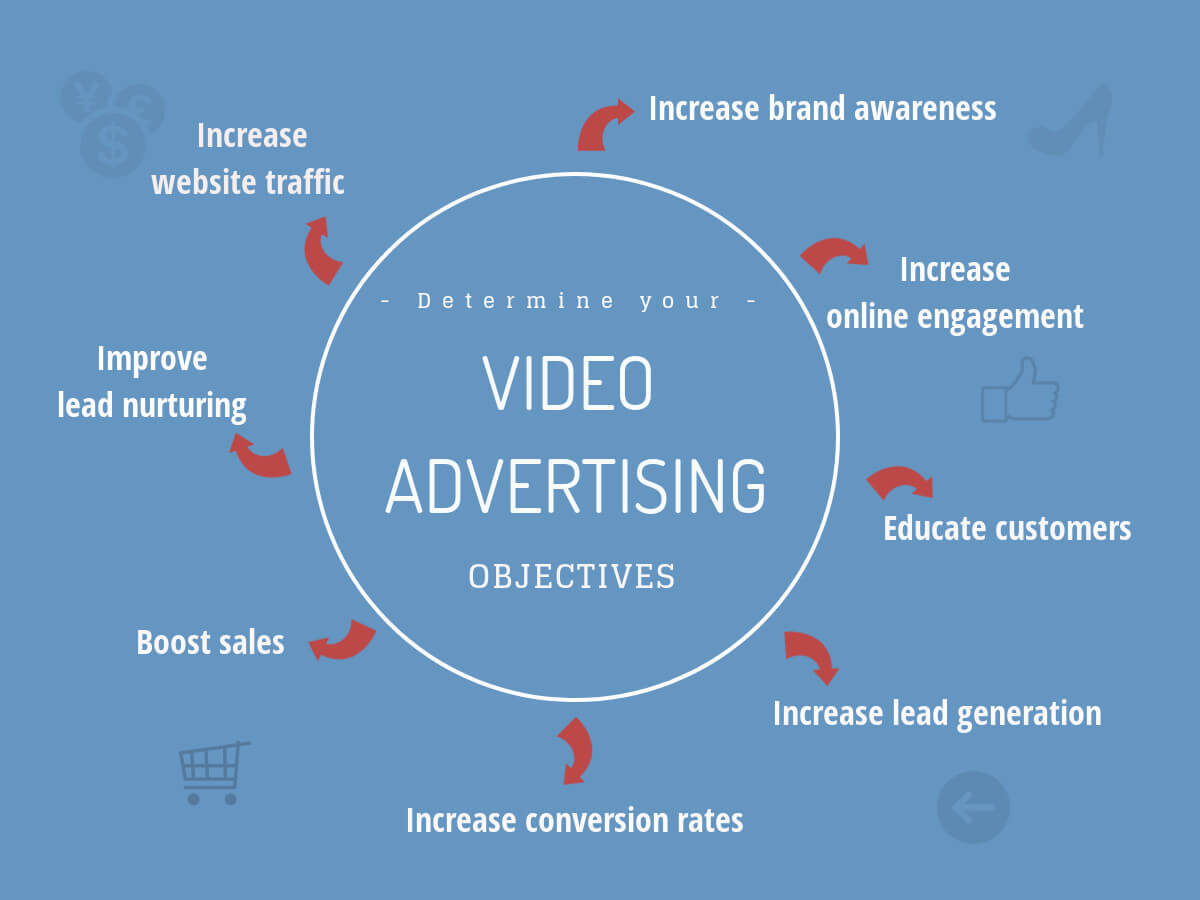 - Determine your -
VIDEO
ADVERTISING
OBJECTIVES
Increase brand awareness
Increase
online engagement
Educate customers
Increase lead generation
Increase conversion rates
Boost sales
Improve
lead nurturing
Increase
website traffic
¥ £
$